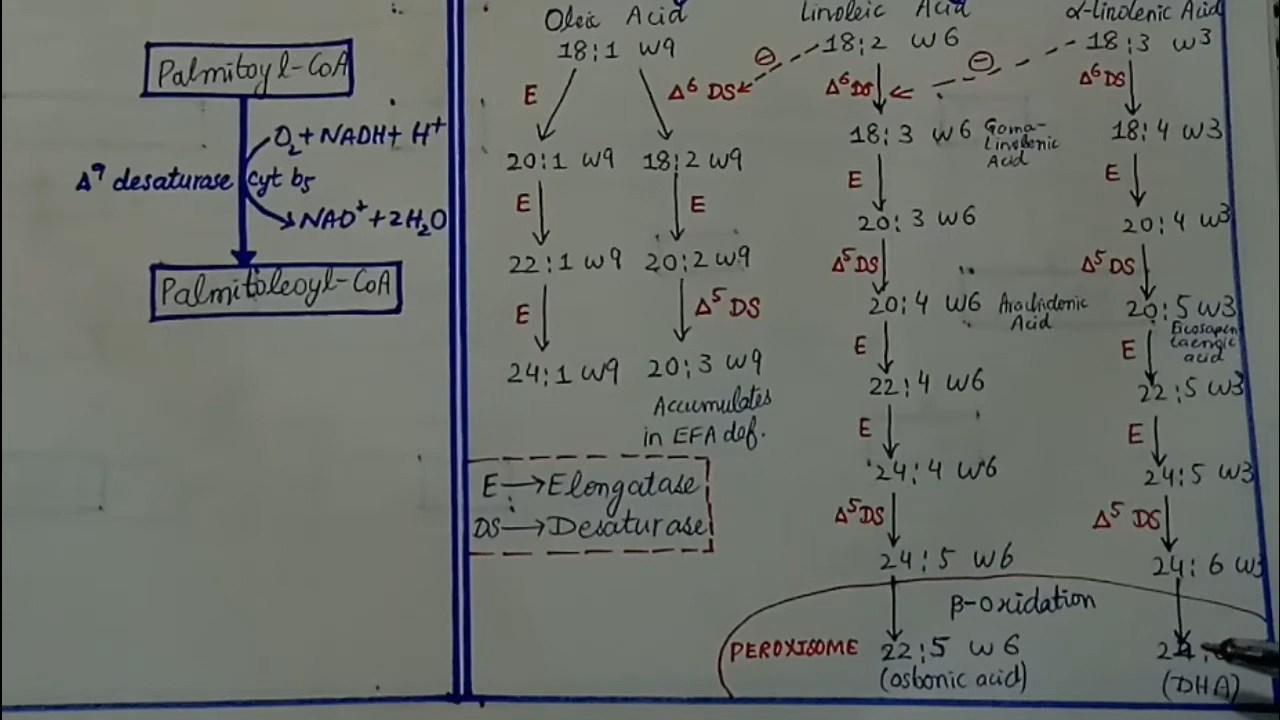 Palmitoyl-CoA
O₂ + NADH + H⁺
Δ⁹ desaturase
Cyt b₅
NAD⁺ + 2H₂O
Palmitoleoyl-CoA
Oleic Acid
18:1 ω9
E
Δ⁶ DS
20:1 ω9
18:2 ω9
E
E
22:1 ω9
20:2 ω9
E
Δ⁵ DS
24:1 ω9
20:3 ω9
Accumulates
in EFA def.
E → Elongatase
DS → Desaturase
Linoleic Acid
⊖
18:2 ω6
Δ⁶ DS
18:3 ω6
Gama-
Linolenic
Acid
E
20:3 ω6
Δ⁵ DS
20:4 ω6
Arachidonic
Acid
E
22:4 ω6
E
24:4 ω6
Δ⁵ DS
24:5 ω6
α-linolenic Acid
⊖
18:3 ω3
Δ⁶ DS
18:4 ω3
E
20:4 ω3
Δ⁵ DS
20:5 ω3
Eicosapen
taenoic
acid
E
22:5 ω3
E
24:5 ω3
Δ⁵ DS
24:6 ω3
β-Oxidation
PEROXISOME
22:5 ω6
(osbonic acid)
(DHA)